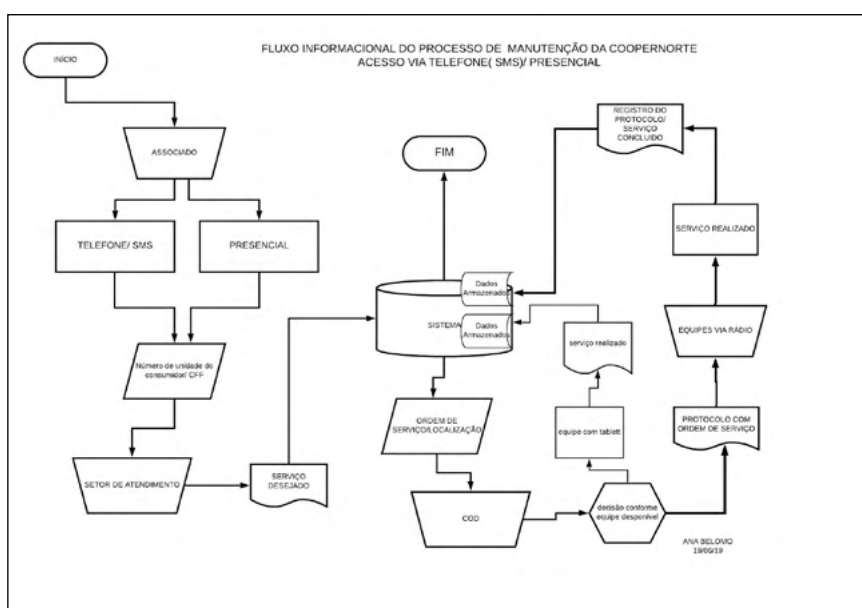 FLUXO INFORMACIONAL DO PROCESSO DE MANUTENÇÃO DA COOPERNORTE
ACESSO VIA TELEFONE( SMS)/ PRESENCIAL
INÍCIO
ASSOCIADO
TELEFONE/ SMS
PRESENCIAL
Número de unidade do
consumidor/ CFF
SETOR DE ATENDIMENTO
SERVIÇO
DESEJADO
FIM
Dados
Armazenados
SISTEMA
Dados
Armazenados
ORDEM DE
SERVIÇO/LOCALIZAÇÃO
COD
decisão conforme
equipe desponível
equipe com tablett
serviço realizado
PROTOCOLO COM
ORDEM DE SERVIÇO
EQUIPES VIA RÁDIO
SERVIÇO REALIZADO
REGISTRO DO
PROTOCOLO/
SERVIÇO
CONCLUIDO
ANA BELOMO
19/06/19